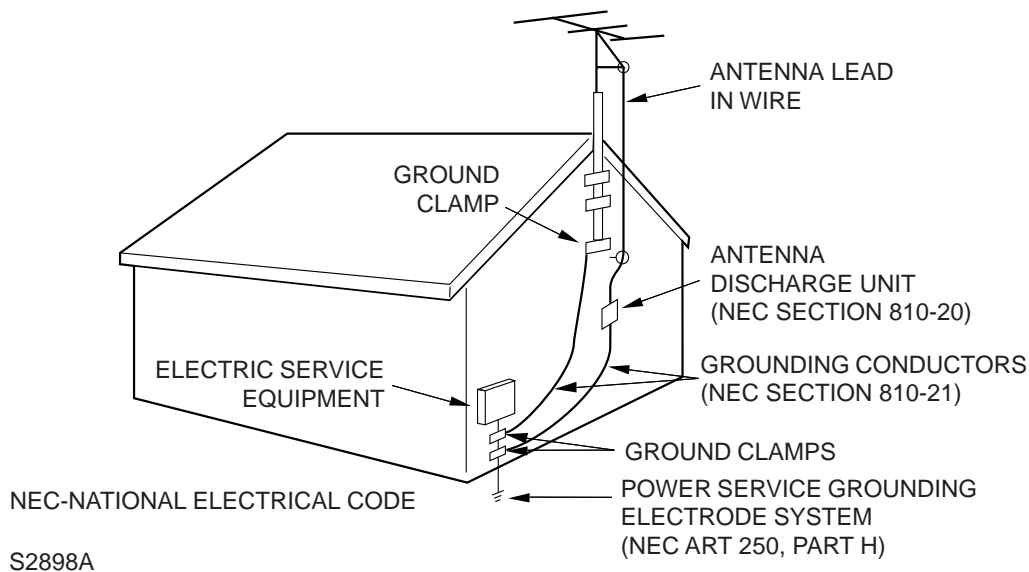 ANTENNA LEAD
IN WIRE
GROUND
CLAMP
ANTENNA
DISCHARGE UNIT
(NEC SECTION 810-20)
ELECTRIC SERVICE
EQUIPMENT
GROUNDING CONDUCTORS
(NEC SECTION 810-21)
GROUND CLAMPS
POWER SERVICE GROUNDING
ELECTRODE SYSTEM
(NEC ART 250, PART H)
NEC-NATIONAL ELECTRICAL CODE
S2898A